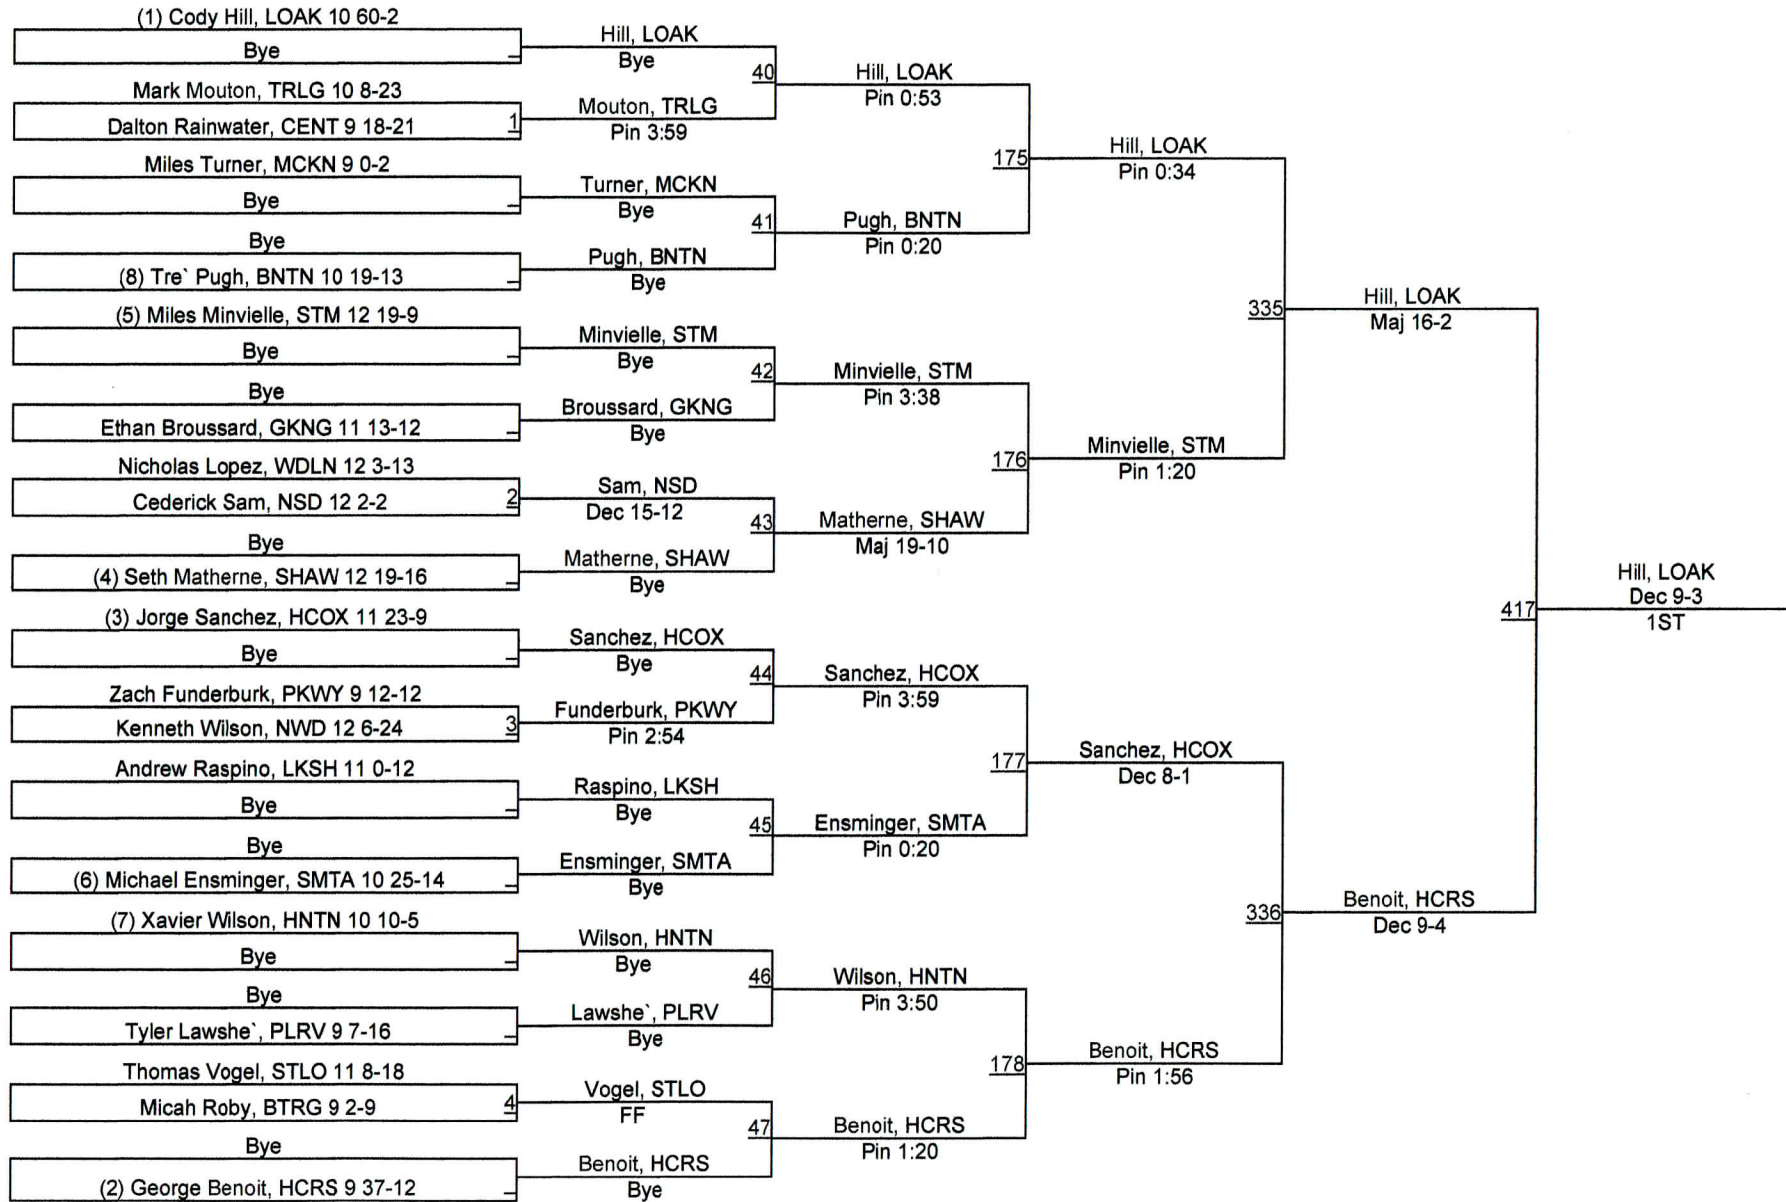 (1) Cody Hill, LOAK 10 60-2
Bye
Mark Mouton, TRLG 10 8-23
Dalton Rainwater, CENT 9 18-21
1
Miles Turner, MCKN 9 0-2
Bye
Bye
(8) Tre` Pugh, BNTN 10 19-13
(5) Miles Minvielle, STM 12 19-9
Bye
Bye
Ethan Broussard, GKNG 11 13-12
Nicholas Lopez, WDLN 12 3-13
Cederick Sam, NSD 12 2-2
2
Bye
(4) Seth Matherne, SHAW 12 19-16
(3) Jorge Sanchez, HCOX 11 23-9
Bye
Zach Funderburk, PKWY 9 12-12
Kenneth Wilson, NWD 12 6-24
3
Andrew Raspino, LKSH 11 0-12
Bye
Bye
(6) Michael Ensminger, SMTA 10 25-14
(7) Xavier Wilson, HNTN 10 10-5
Bye
Bye
Tyler Lawshe`, PLRV 9 7-16
Thomas Vogel, STLO 11 8-18
Micah Roby, BTRG 9 2-9
4
Bye
(2) George Benoit, HCRS 9 37-12
Hill, LOAK
Bye
40
Mouton, TRLG
Pin 3:59
Turner, MCKN
Bye
41
Pugh, BNTN
Bye
Minvielle, STM
Bye
42
Broussard, GKNG
Bye
Sam, NSD
Dec 15-12
43
Matherne, SHAW
Bye
Sanchez, HCOX
Bye
44
Funderburk, PKWY
Pin 2:54
Raspino, LKSH
Bye
45
Ensminger, SMTA
Bye
Wilson, HNTN
Bye
46
Lawshe`, PLRV
Bye
Vogel, STLO
FF
47
Benoit, HCRS
Bye
Hill, LOAK
Pin 0:53
175
Pugh, BNTN
Pin 0:20
Minvielle, STM
Pin 3:38
176
Matherne, SHAW
Maj 19-10
Sanchez, HCOX
Pin 3:59
177
Ensminger, SMTA
Pin 0:20
Wilson, HNTN
Pin 3:50
178
Benoit, HCRS
Pin 1:20
Hill, LOAK
Pin 0:34
335
Minvielle, STM
Pin 1:20
Sanchez, HCOX
Dec 8-1
336
Benoit, HCRS
Pin 1:56
Hill, LOAK
Maj 16-2
417
Benoit, HCRS
Dec 9-4
Hill, LOAK
Dec 9-3
1ST